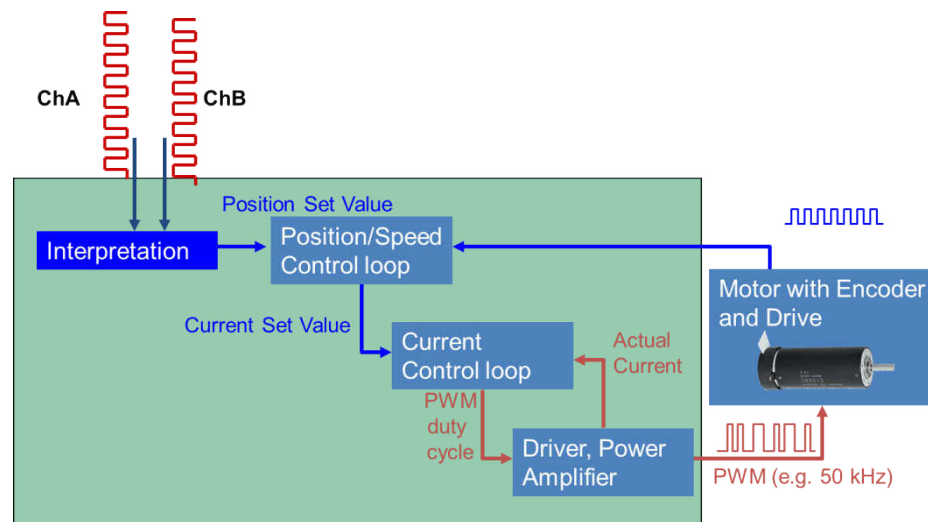 ChA
ChB
Position Set Value
Interpretation
Position/Speed
Control loop
Motor with Encoder
and Drive
Current Set Value
Current
Control loop
Actual
Current
PWM
duty
cycle
Driver, Power
Amplifier
PWM (e.g. 50 kHz)